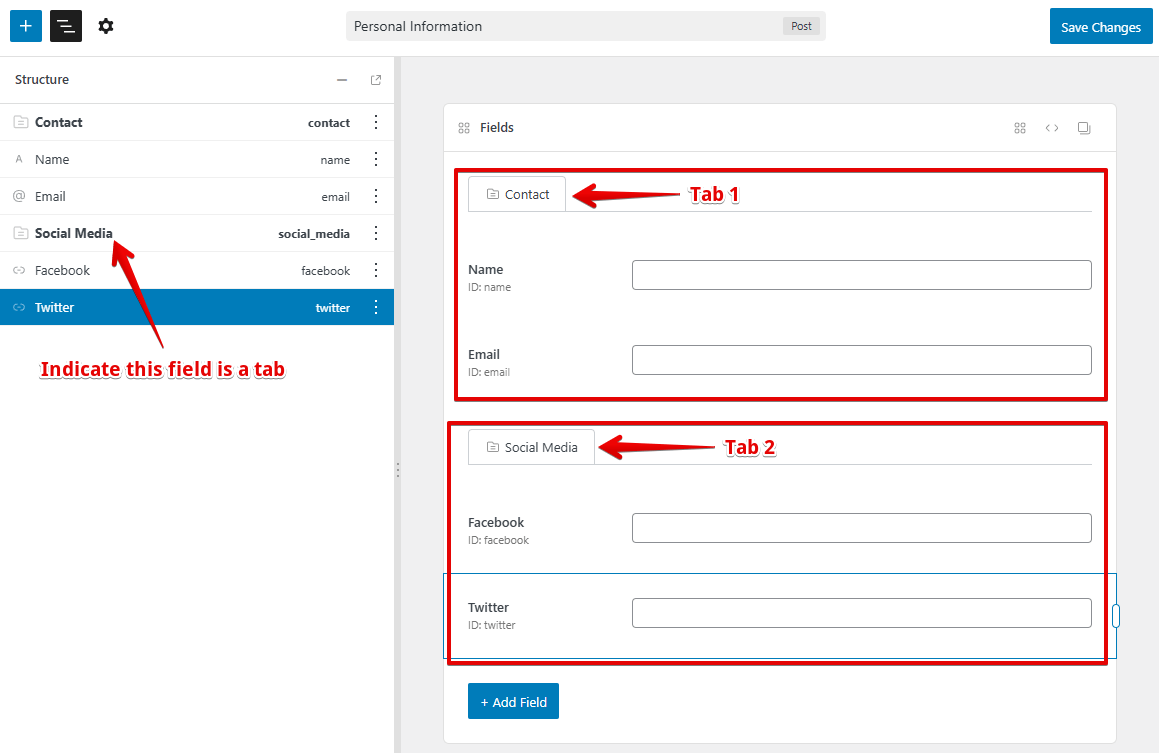 +
Personal Information
Post
Save Changes
Structure
Contact contact
A Name name
@ Email email
Social Media social_media
Facebook facebook
Twitter twitter
Indicate this field is a tab
Fields
Contact
Tab 1
Name
ID: name
Email
ID: email
Social Media
Tab 2
Facebook
ID: facebook
Twitter
ID: twitter
+ Add Field